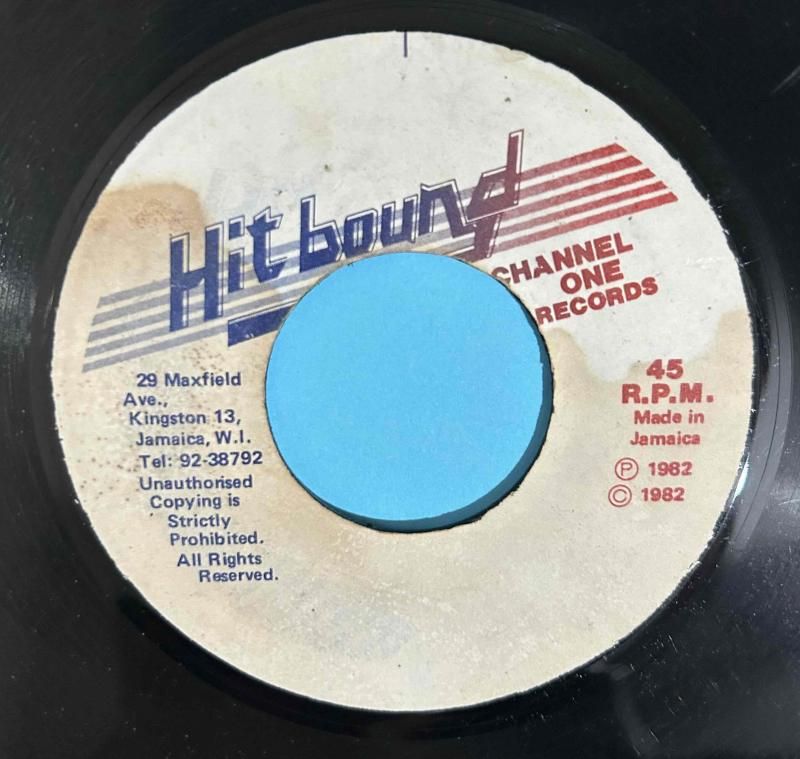 Hit bound
CHANNEL
ONE
RECORDS
29 Maxfield
Ave.,
Kingston 13,
Jamaica, W.I.
Tel: 92-38792
Unauthorised
Copying is
Strictly
Prohibited.
All Rights
Reserved.
45
R.P.M.
Made in
Jamaica
Ⓟ 1982
© 1982